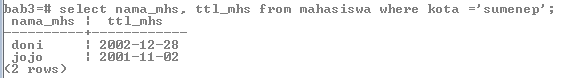 bab3=# select nama_mhs, ttl_mhs from mahasiswa where kota ='sumenep';
 nama_mhs ¦  ttl_mhs
----------+------------
 doni     ¦ 2002-12-28
 jojo     ¦ 2001-11-02
(2 rows)